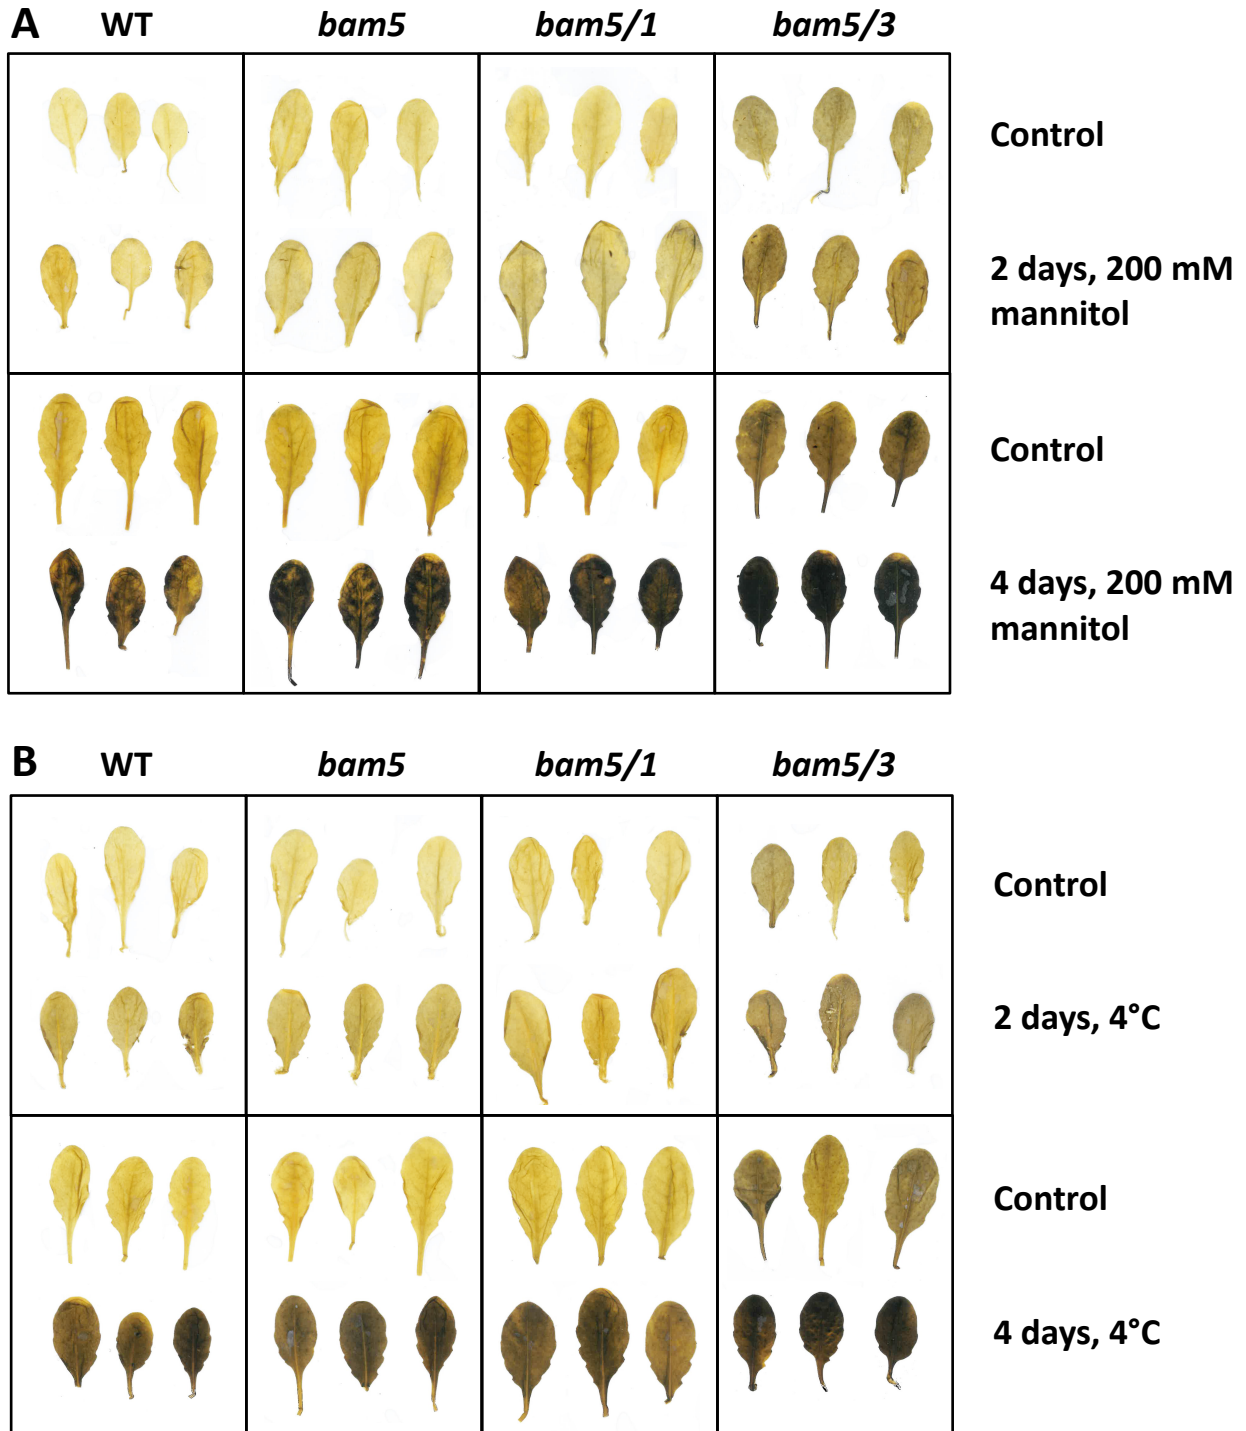 A WT bam5 bam5/1 bam5/3
Control
2 days, 200 mM
mannitol
Control
4 days, 200 mM
mannitol
B WT bam5 bam5/1 bam5/3
Control
2 days, 4°C
Control
4 days, 4°C